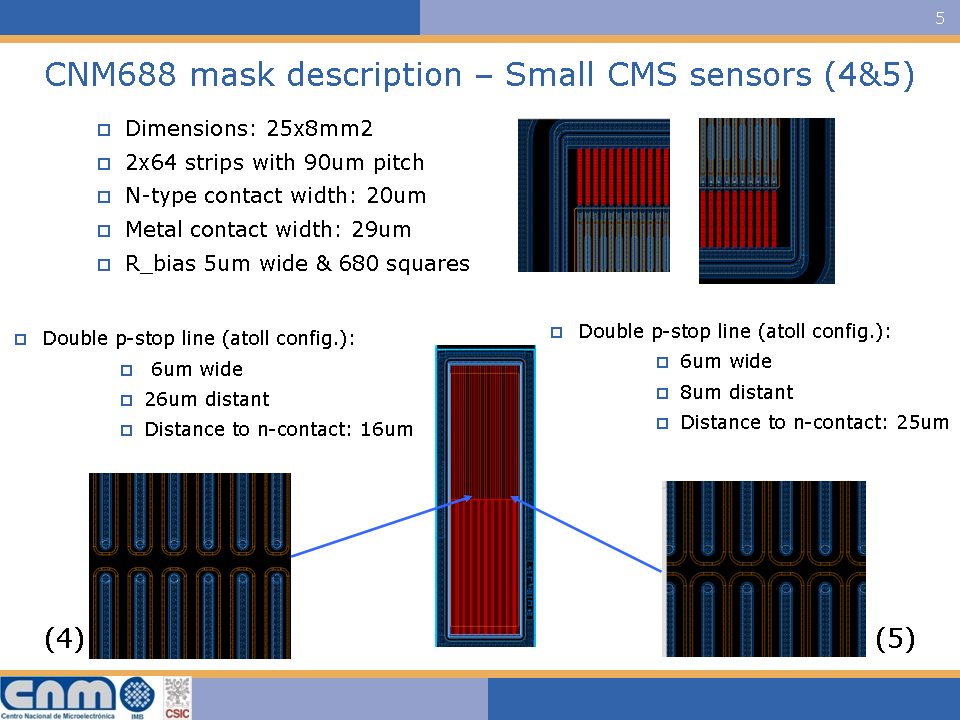 5
CNM688 mask description – Small CMS sensors (4&5)
Dimensions: 25x8mm2
2x64 strips with 90um pitch
N-type contact width: 20um
Metal contact width: 29um
R_bias 5um wide & 680 squares
Double p-stop line (atoll config.):
6um wide
26um distant
Distance to n-contact: 16um
Double p-stop line (atoll config.):
6um wide
8um distant
Distance to n-contact: 25um
(4)
(5)
cnm
Centro Nacional de Microelectrónica
IMB
CSIC